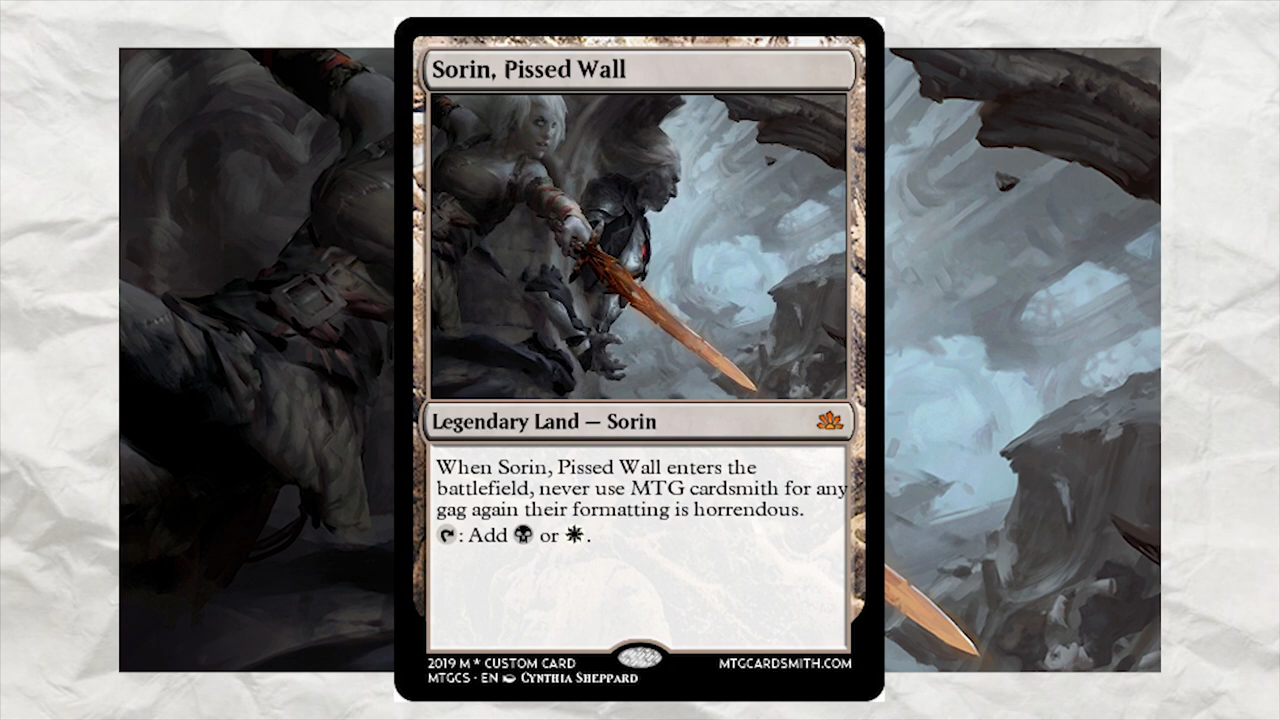 Sorin, Pissed Wall
Legendary Land — Sorin
When Sorin, Pissed Wall enters the
battlefield, never use MTG cardsmith for any
gag again their formatting is horrendous.
: Add or .
2019 M * CUSTOM CARD
MTGCARDSMITH.COM
MTGCS · EN CYNTHIA SHEPPARD